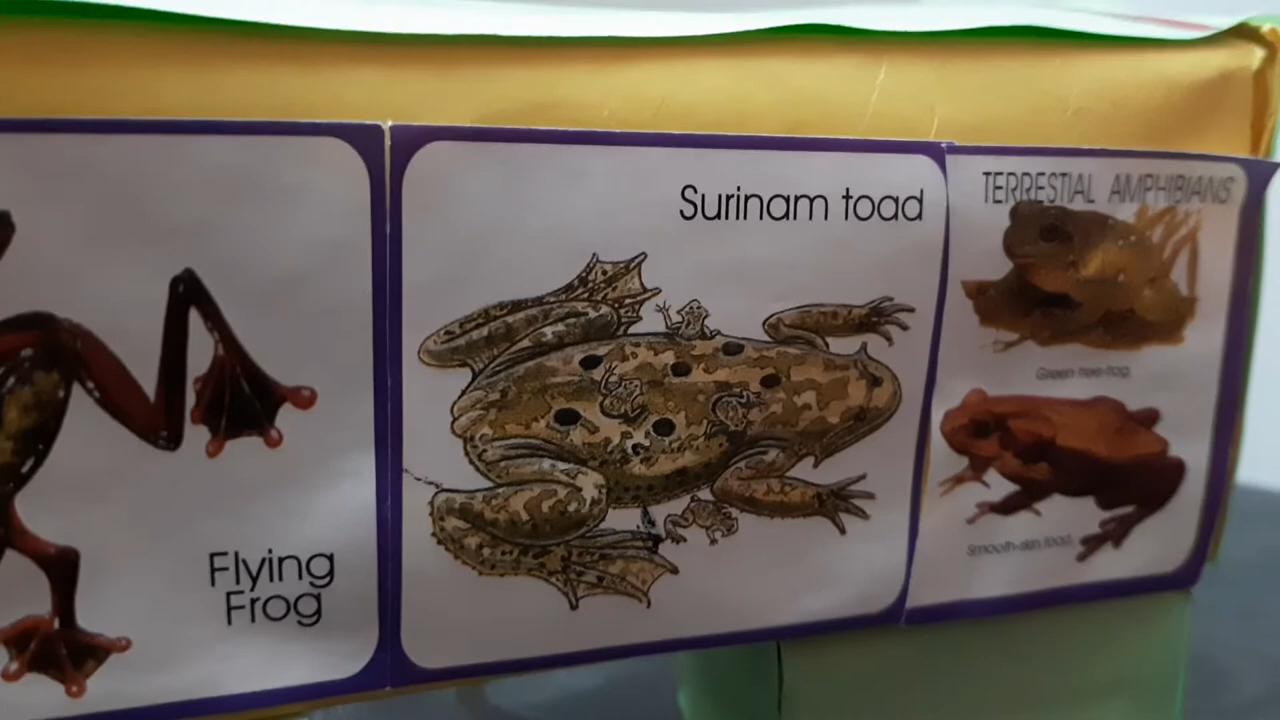 Flying
Frog
Surinam toad
TERRESTIAL AMPHIBIANS
Green tree-frog
Smooth-skin toad